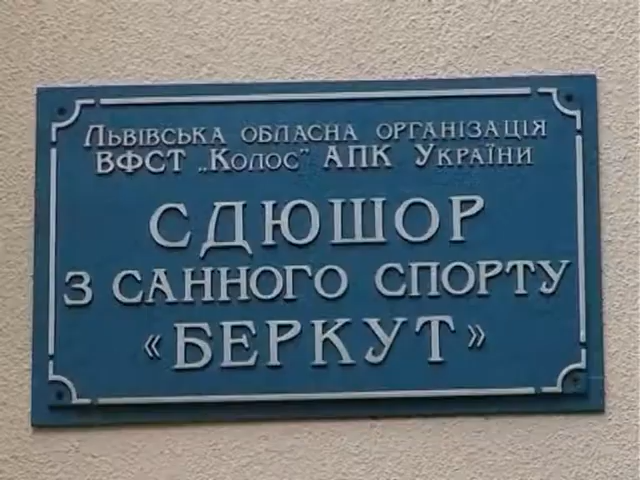 Львівська обласна організація
ВФСТ „Колос” АПК України
СДЮШОР
З САННОГО СПОРТУ
«БЕРКУТ»